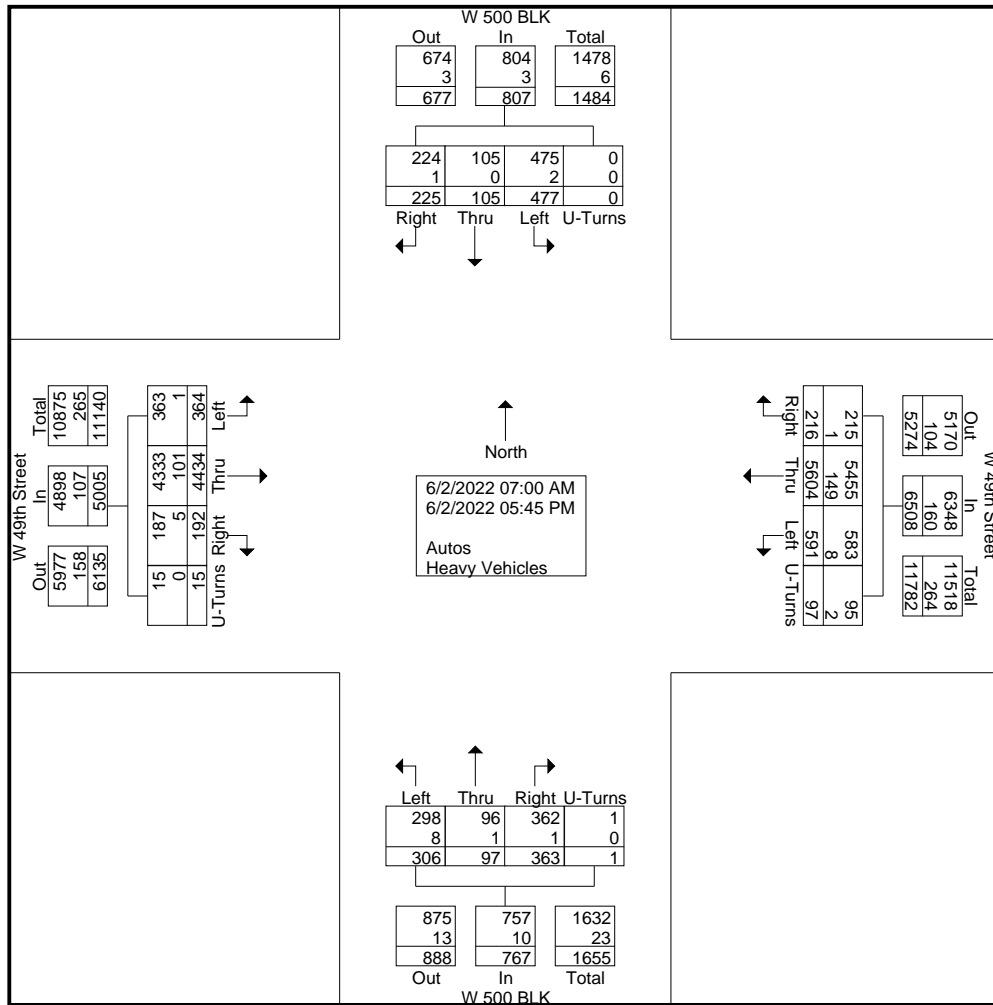 W 500 BLK
Out In Total
674 804 1478
3 3 6
677 807 1484
224 105 475 0
1 0 2 0
225 105 477 0
Right Thru Left U-Turns
W 49th Street
Total In Out
10875 4898 5977
265 107 158
11140 5005 6135
363 4333 187 15
1 101 5 0
364 4434 192 15
Left Thru Right U-Turns
North
6/2/2022 07:00 AM
6/2/2022 05:45 PM
Autos
Heavy Vehicles
Right Thru Left U-Turns
215 5455 583 95
1 149 8 2
216 5604 591 97
W 49th Street
Out In Total
5170 6348 11518
104 160 264
5274 6508 11782
Left Thru Right U-Turns
298 96 362 1
8 1 1 0
306 97 363 1
875 757 1632
13 10 23
888 767 1655
Out In Total
W 500 BLK